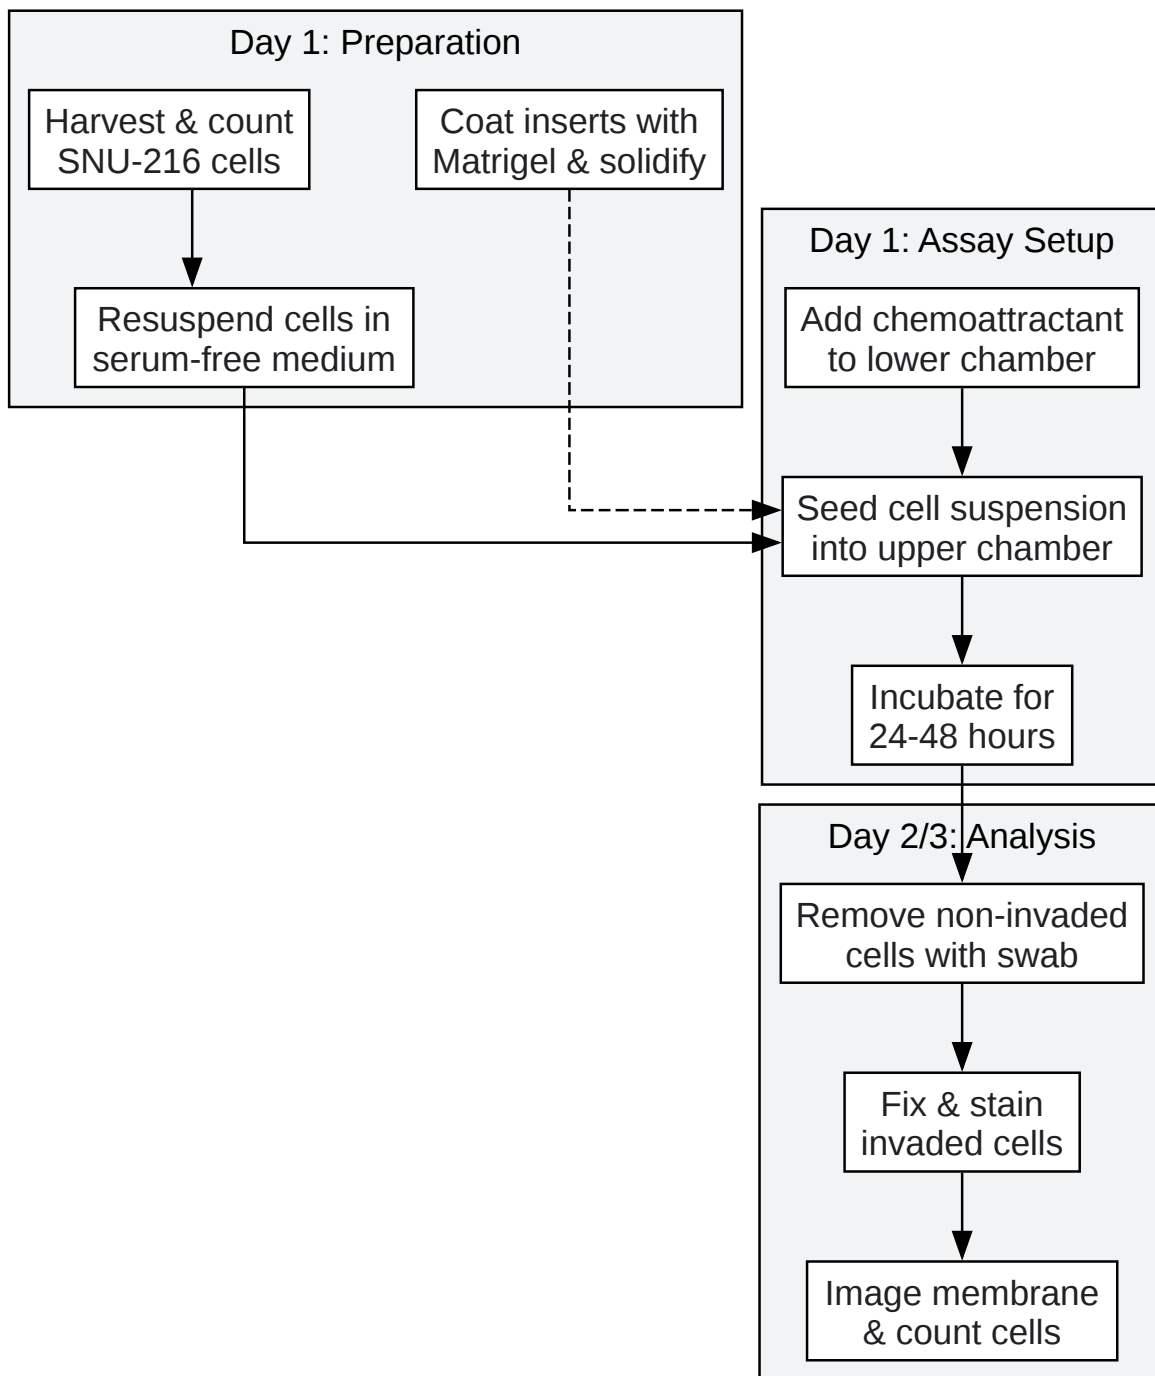 Day 1: Preparation
Harvest & count
SNU-216 cells
Coat inserts with
Matrigel & solidify
Resuspend cells in
serum-free medium
Day 1: Assay Setup
Add chemoattractant
to lower chamber
Seed cell suspension
into upper chamber
Incubate for
24-48 hours
Day 2/3: Analysis
Remove non-invaded
cells with swab
Fix & stain
invaded cells
Image membrane
& count cells